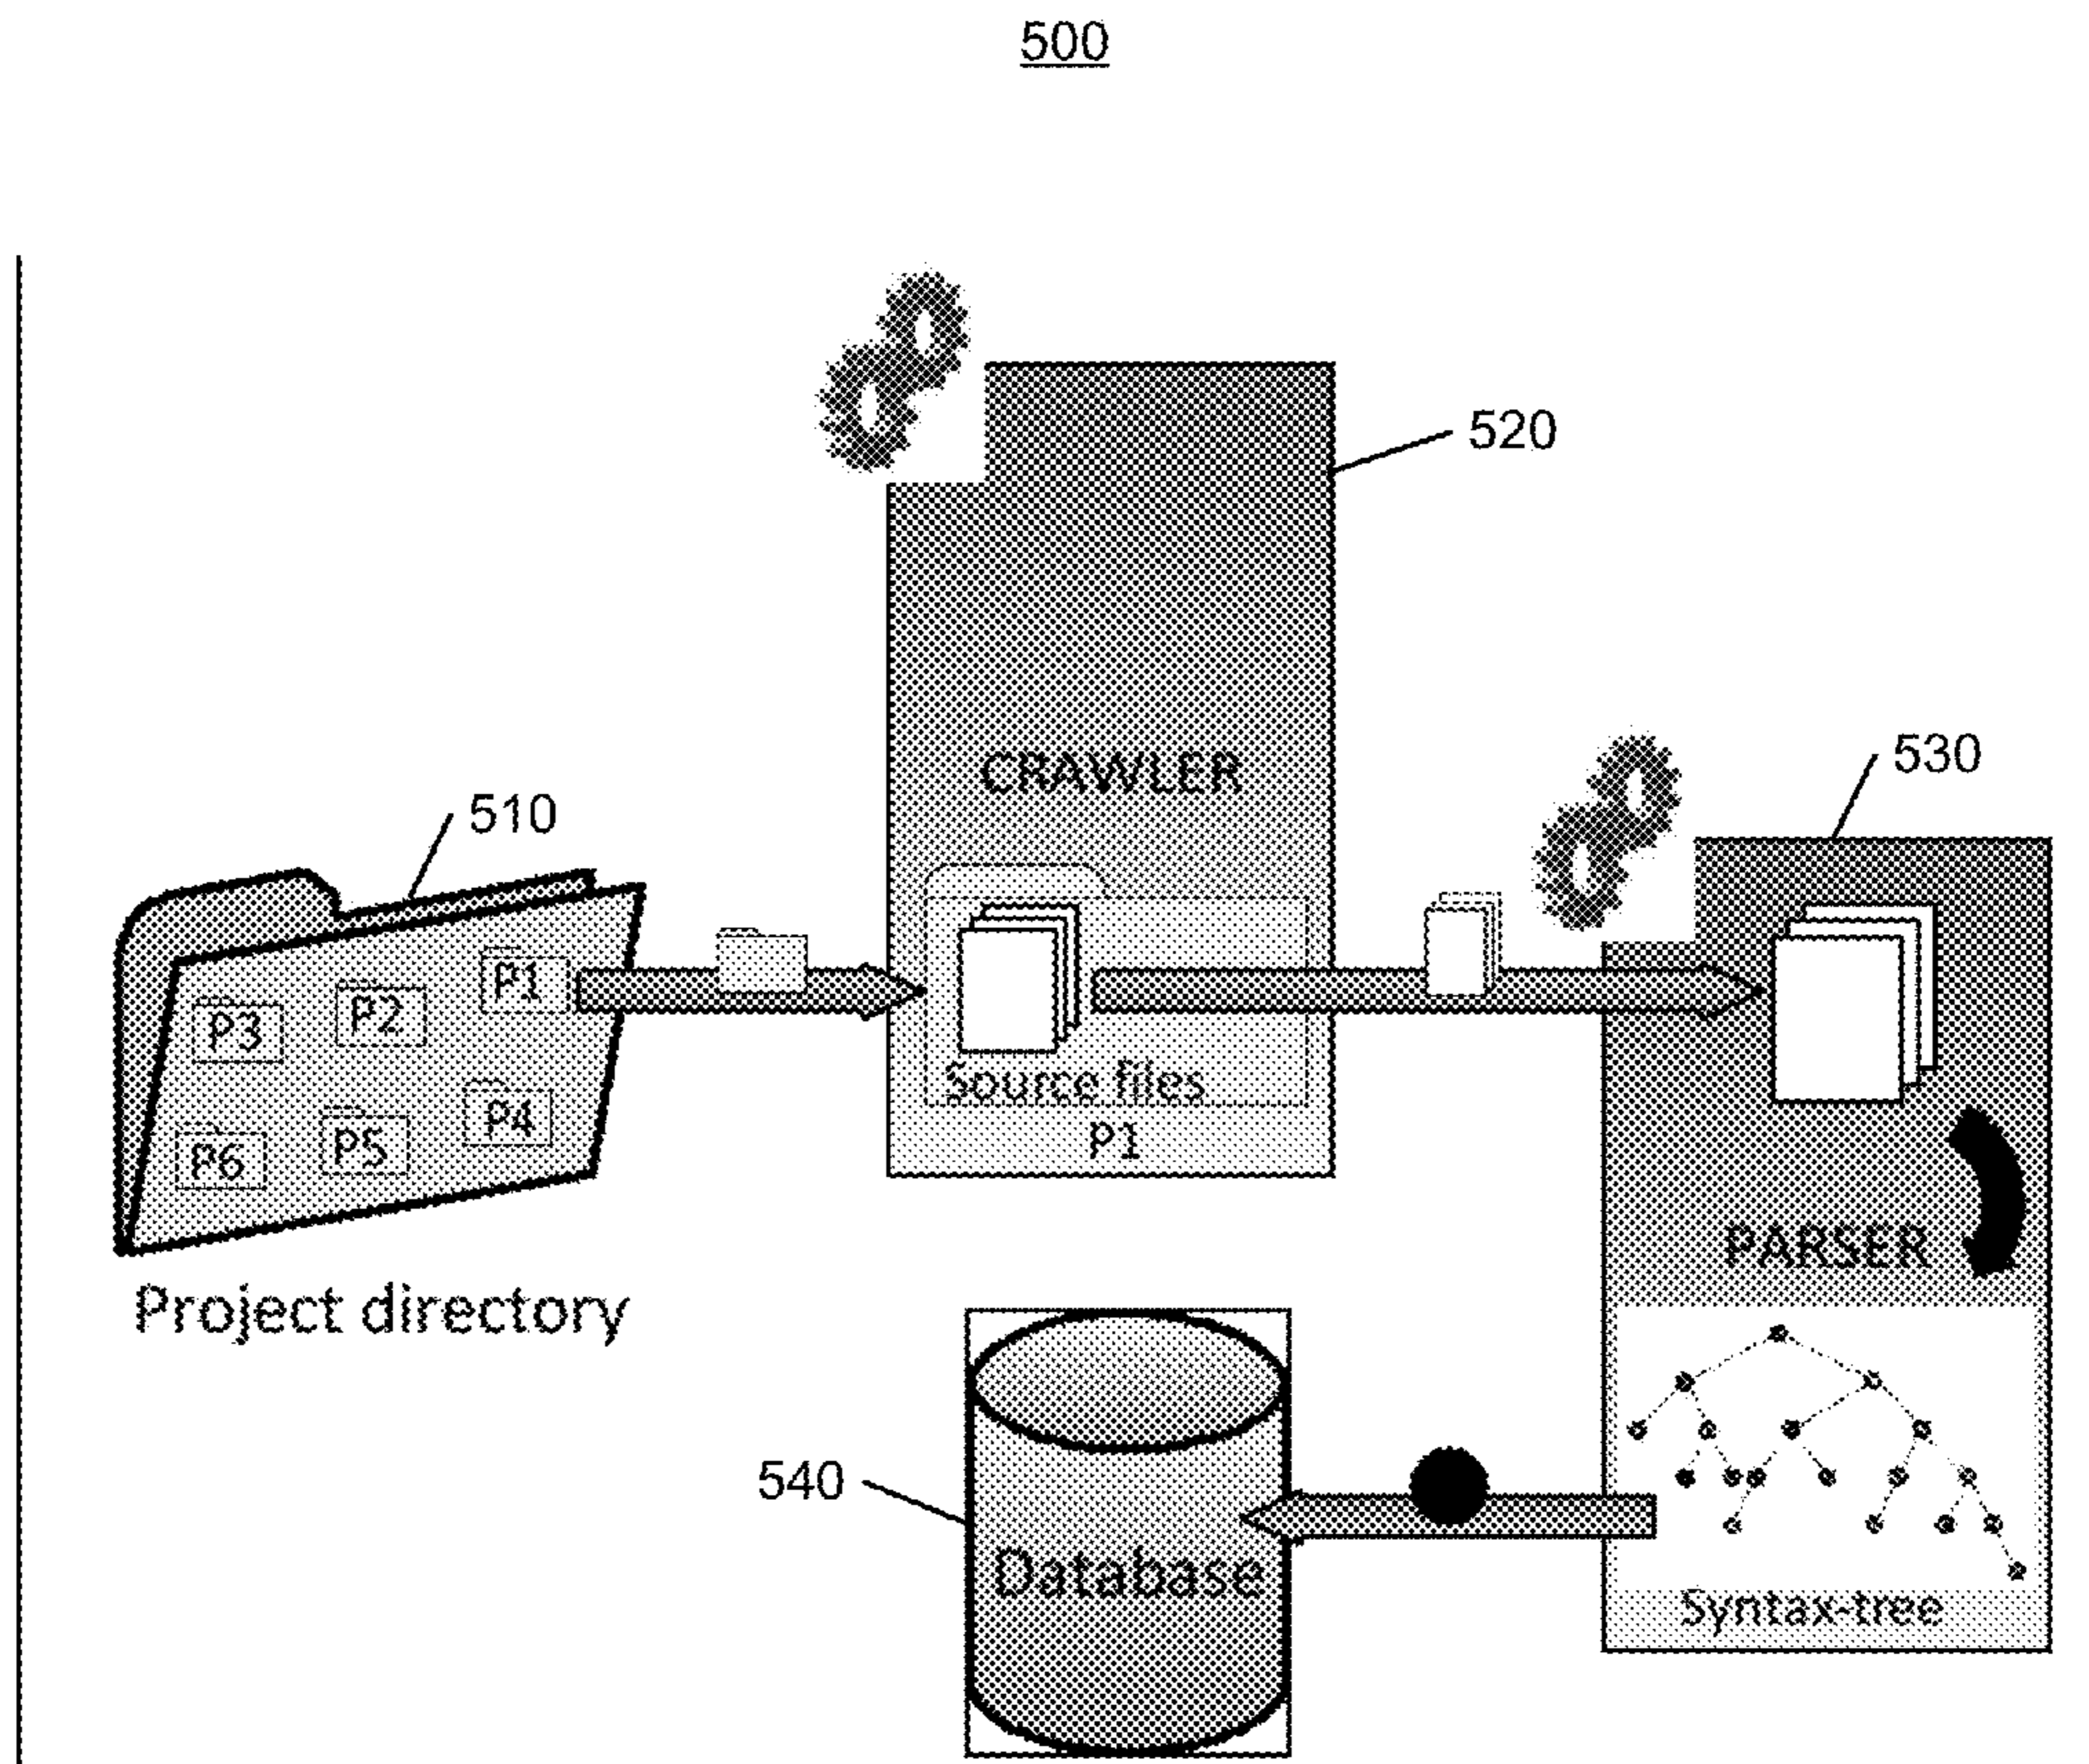 500
520
CRAWLER
530
510
P1
P2
P3
P4
P5
P6
Source files
P1
PARSER
Project directory
540
Database
Syntax-tree